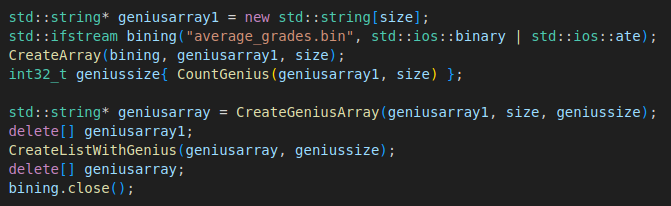 std::string* geniusarray1 = new std::string[size];
std::ifstream bining("average_grades.bin", std::ios::binary | std::ios::ate);
CreateArray(bining, geniusarray1, size);
int32_t geniussize{ CountGenius(geniusarray1, size) };

std::string* geniusarray = CreateGeniusArray(geniusarray1, size, geniussize);
delete[] geniusarray1;
CreateListWithGenius(geniusarray, geniussize);
delete[] geniusarray;
bining.close();